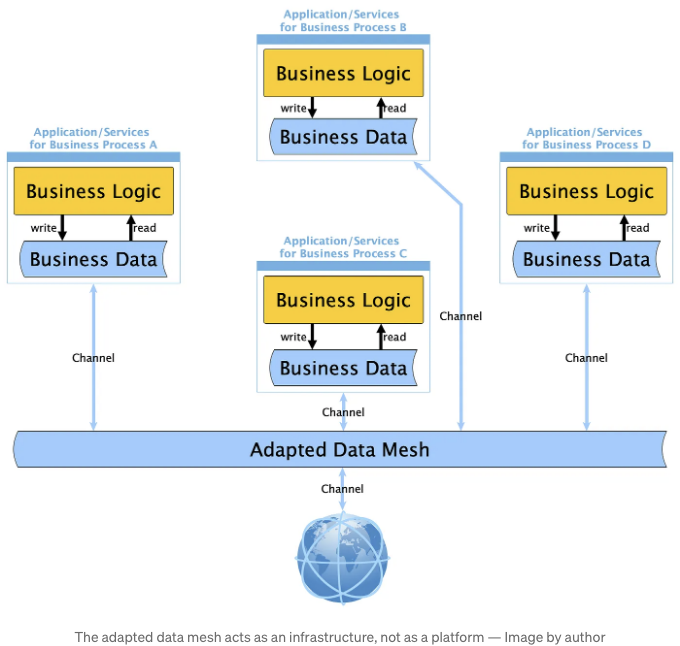 Application/Services
for Business Process B
Business Logic
write
read
Business Data
Application/Services
for Business Process A
Business Logic
write
read
Business Data
Application/Services
for Business Process D
Business Logic
write
read
Business Data
Application/Services
for Business Process C
Business Logic
write
read
Business Data
Channel
Channel
Channel
Channel
Adapted Data Mesh
Channel
The adapted data mesh acts as an infrastructure, not as a platform — Image by author